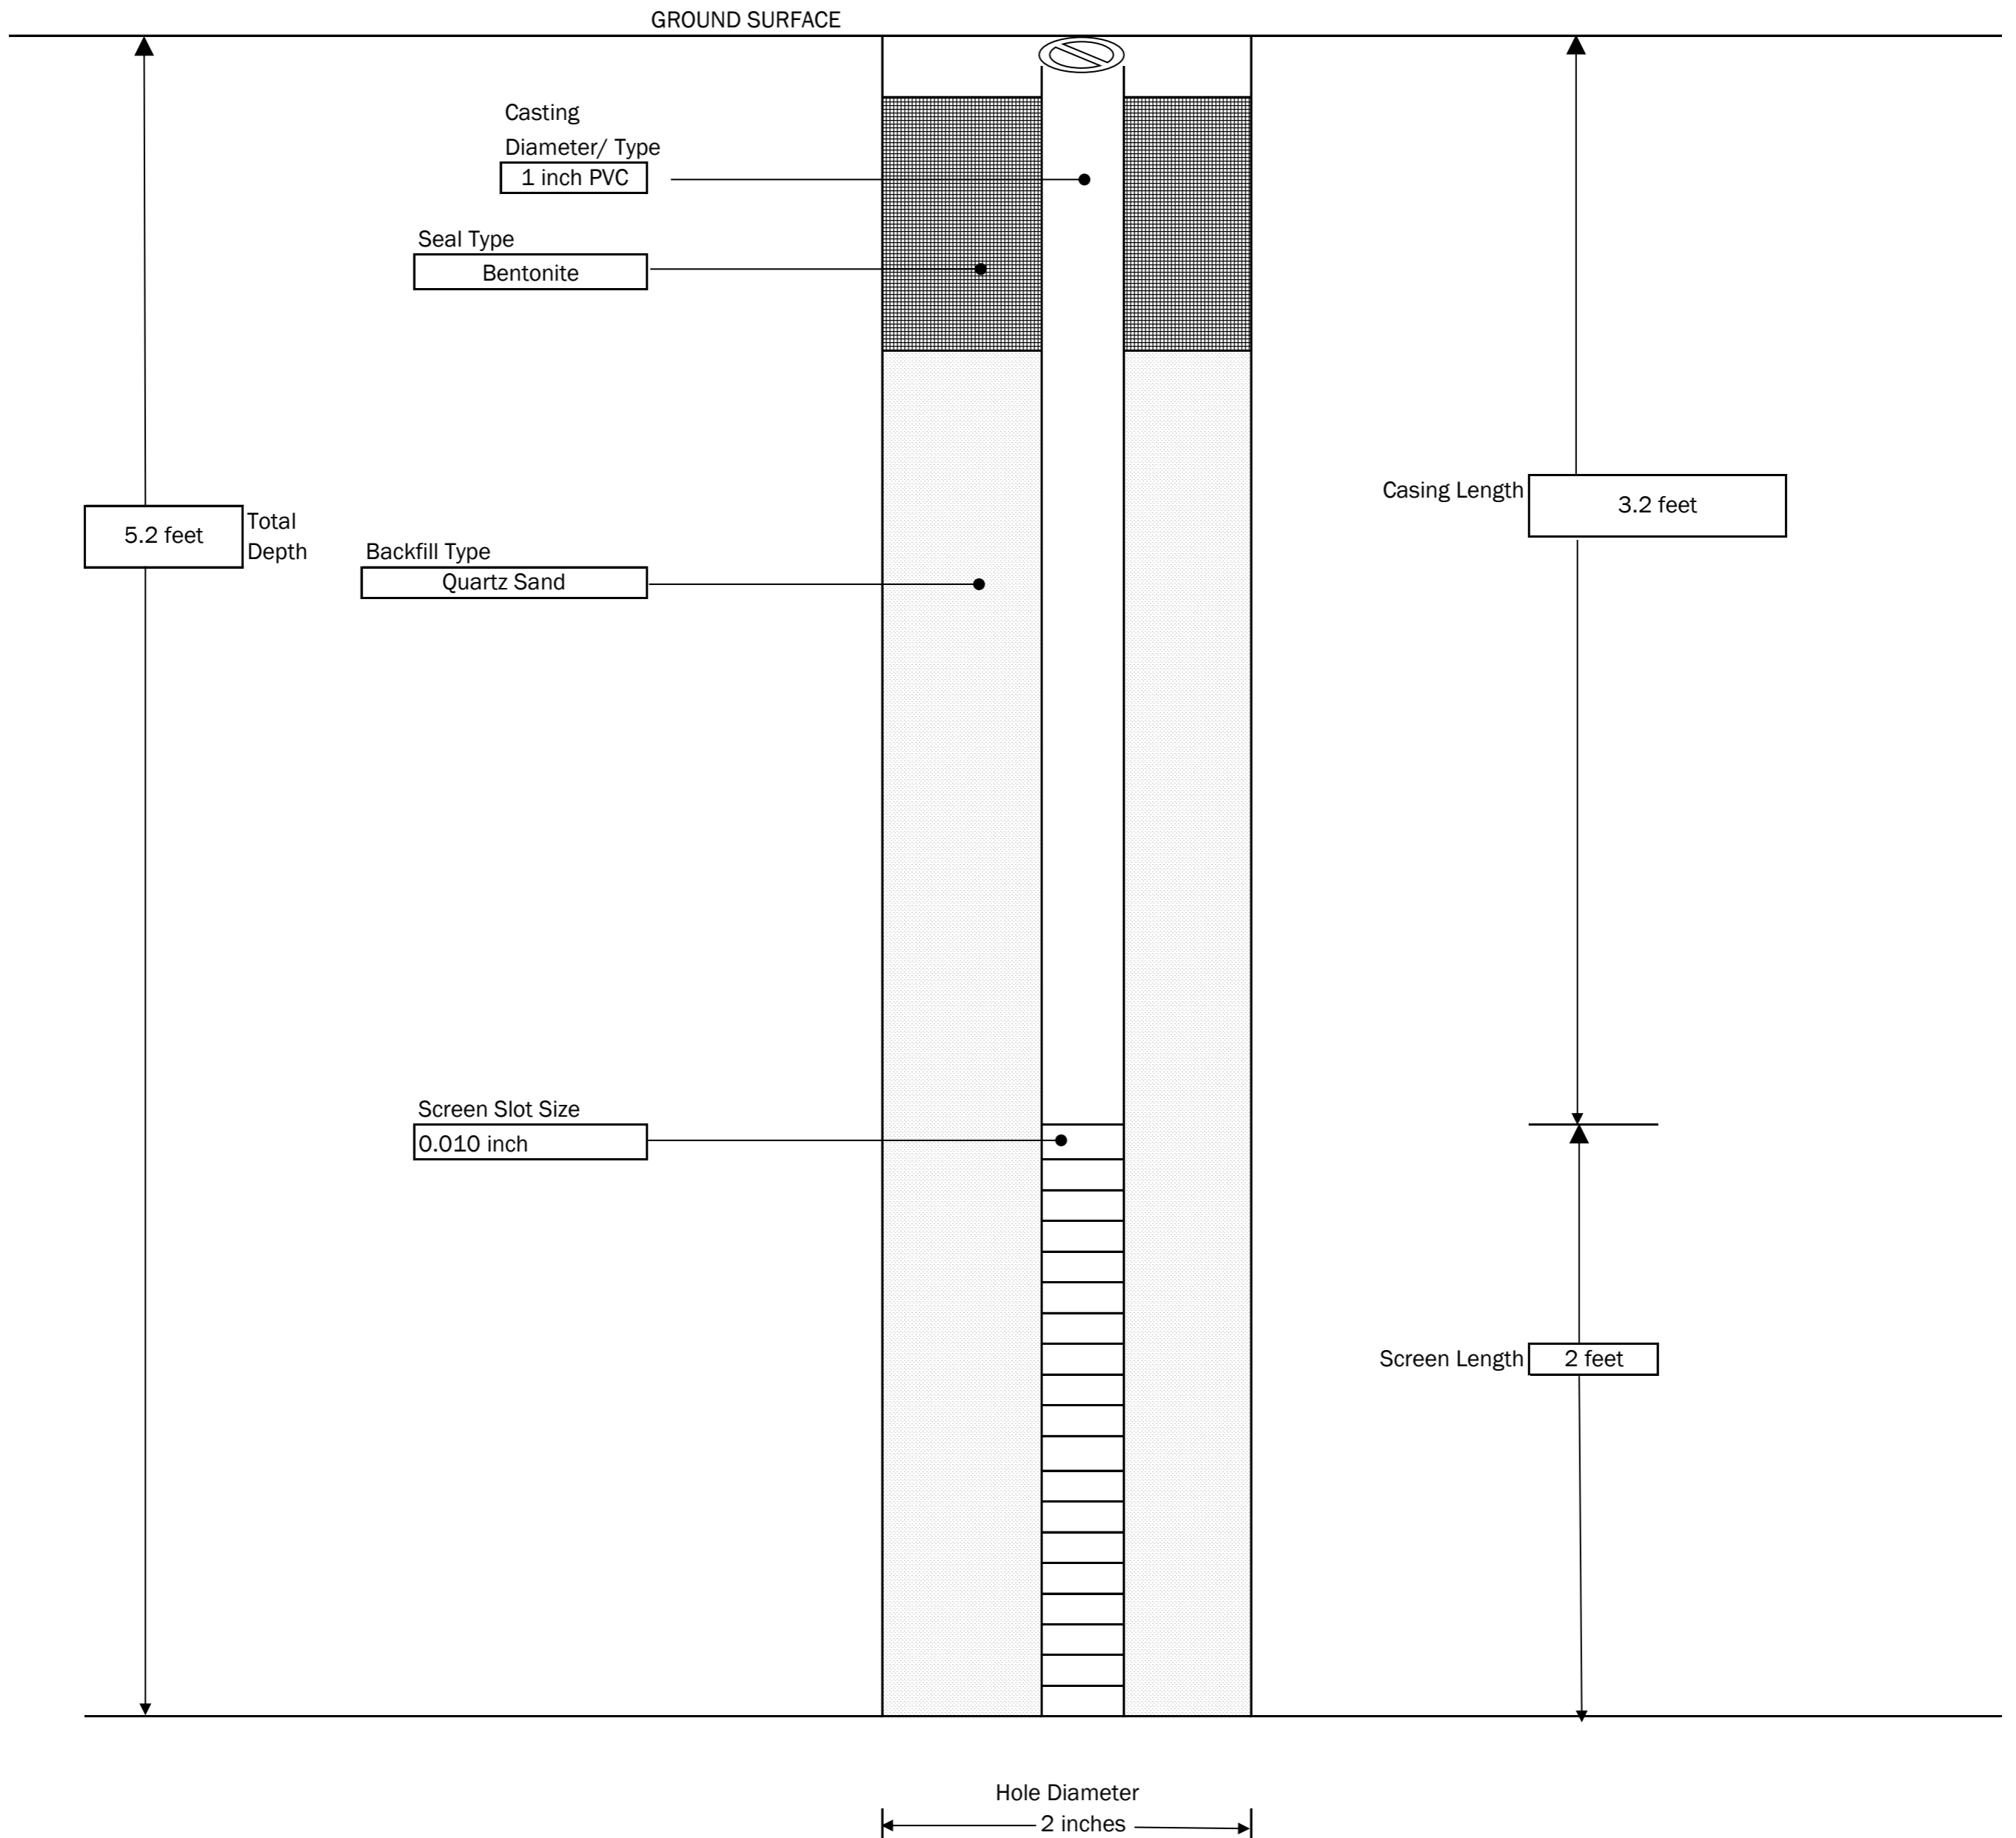 GROUND SURFACE
Casting
Diameter/ Type
1 inch PVC
Seal Type
Bentonite
Casing Length
3.2 feet
5.2 feet
Total
Depth
Backfill Type
Quartz Sand
Screen Slot Size
0.010 inch
Screen Length
2 feet
Hole Diameter
2 inches